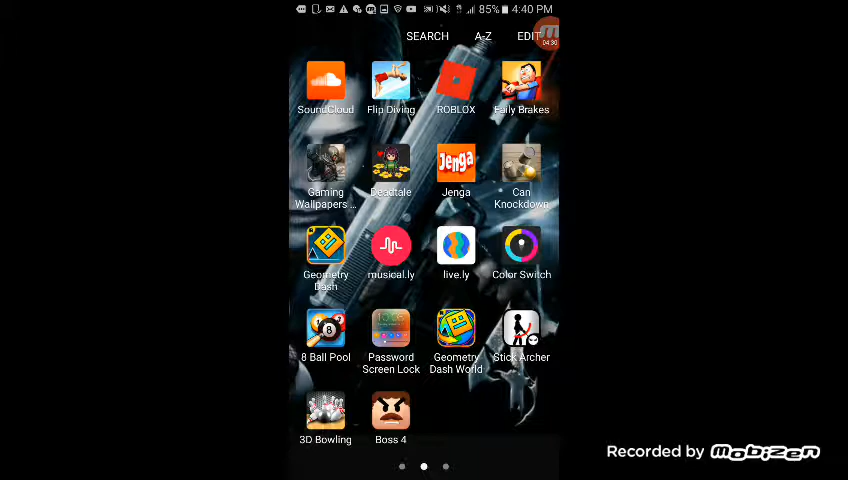 85% 4:40 PM
SEARCH A-Z EDIT
04:30
SoundCloud Flip Diving ROBLOX Faily Brakes
Jenga
Gaming Deadtale Jenga Can
Wallpapers ... Knockdown
Geometry musical.ly live.ly Color Switch
Dash
8 Ball Pool Password Geometry Stick Archer
Screen Lock Dash World
3D Bowling Boss 4
Recorded by mobizen